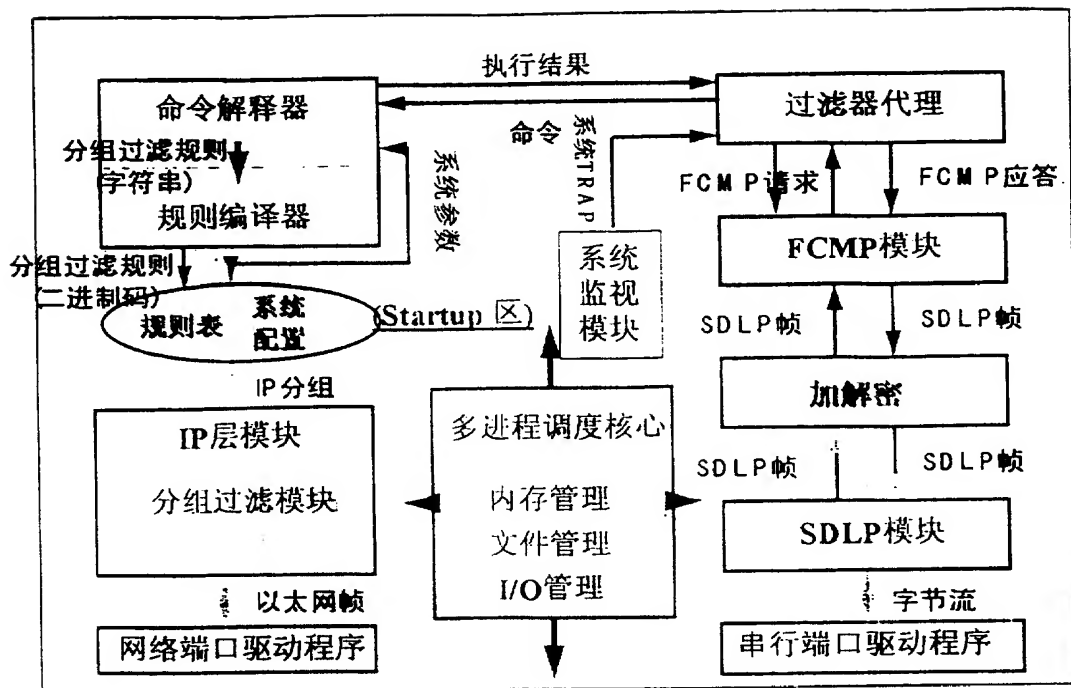 执行结果
命令解释器
过滤器代理
命令
系统TRAP
分组过滤规则
(字符串)
系统参数
FCMP请求
FCMP应答
规则编译器
FCMP模块
分组过滤规则
(二进制码)
系统
监视
模块
规则表
系统
配置
(Startup 区)
SDLP帧
SDLP帧
IP分组
加解密
IP层模块
多进程调度核心
SDLP帧
SDLP帧
分组过滤模块
内存管理
文件管理
SDLP模块
I/O管理
以太网帧
字节流
网络端口驱动程序
串行端口驱动程序